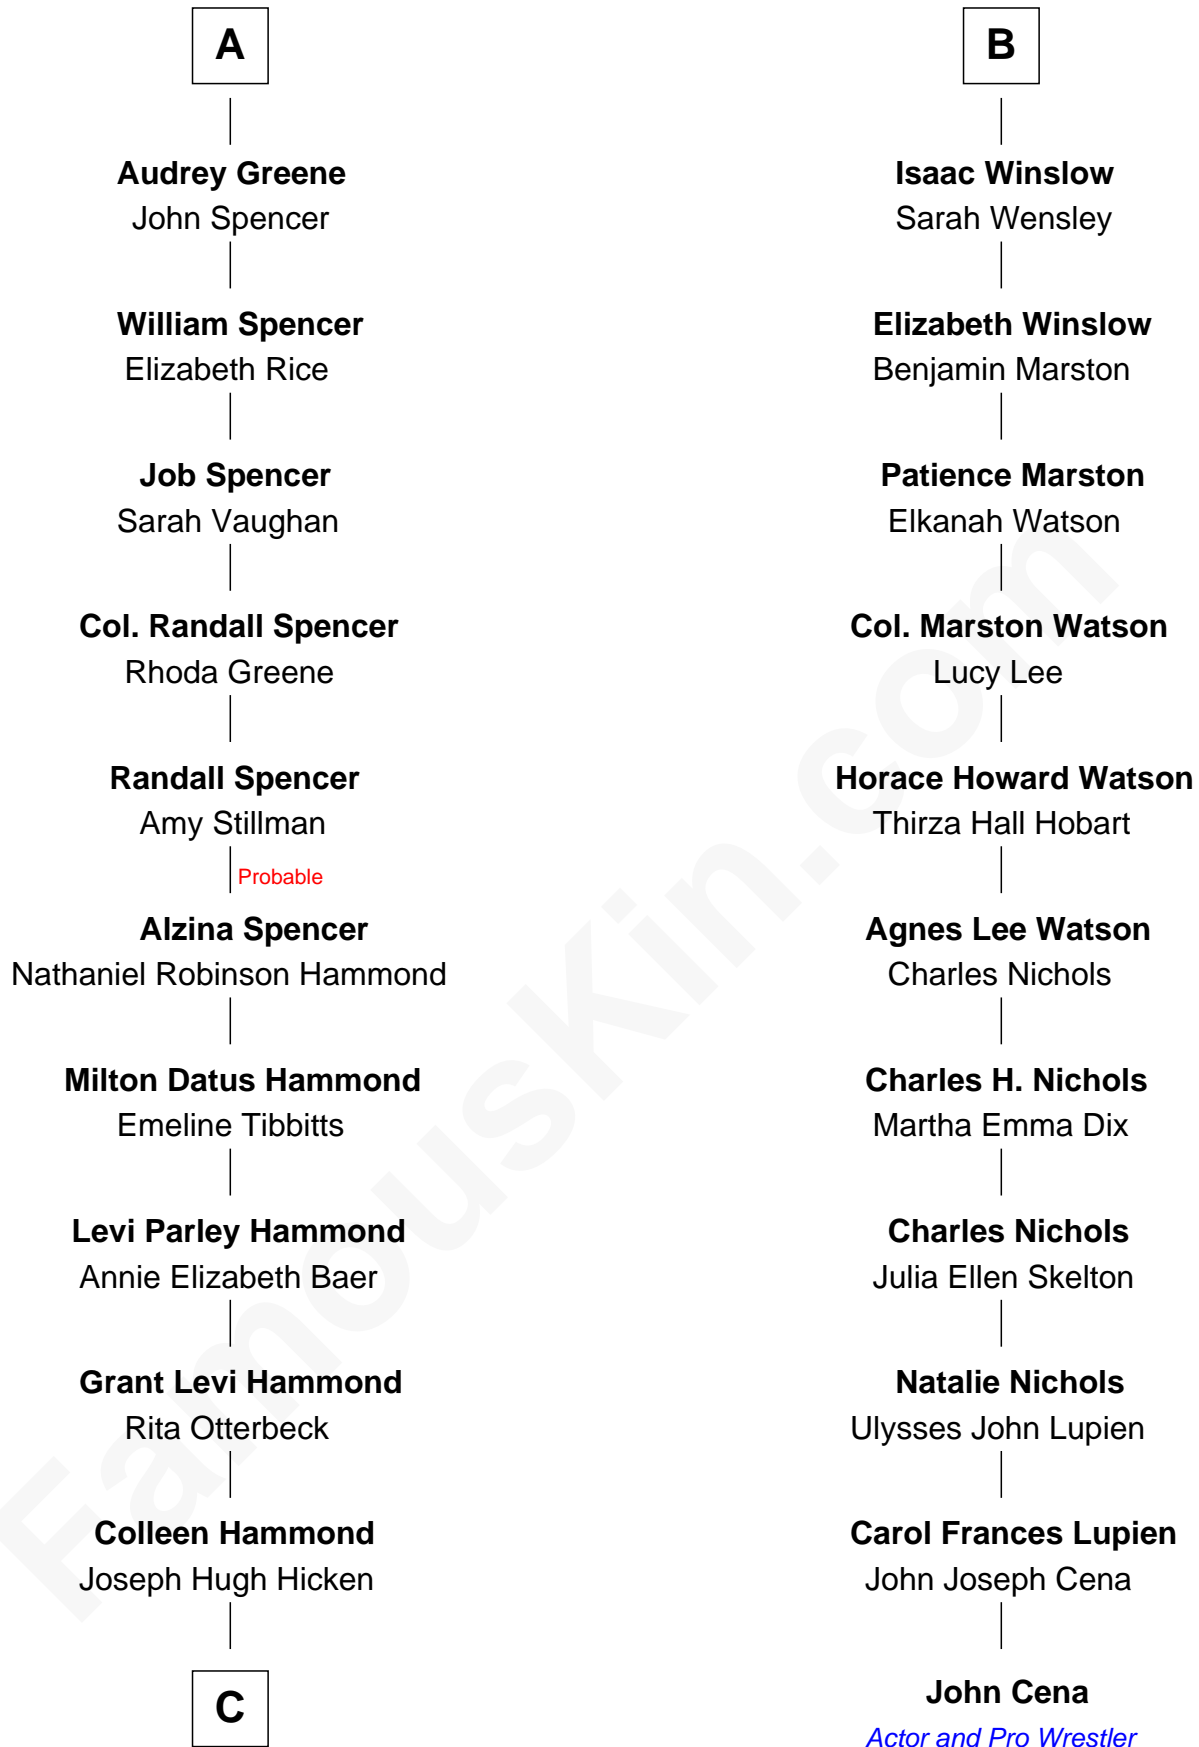 A
Audrey Greene
John Spencer
William Spencer
Elizabeth Rice
Job Spencer
Sarah Vaughan
Col. Randall Spencer
Rhoda Greene
Randall Spencer
Amy Stillman
Probable
Alzina Spencer
Nathaniel Robinson Hammond
Milton Datus Hammond
Emeline Tibbitts
Levi Parley Hammond
Annie Elizabeth Baer
Grant Levi Hammond
Rita Otterbeck
Colleen Hammond
Joseph Hugh Hicken
C
B
Isaac Winslow
Sarah Wensley
Elizabeth Winslow
Benjamin Marston
Patience Marston
Elkanah Watson
Col. Marston Watson
Lucy Lee
Horace Howard Watson
Thirza Hall Hobart
Agnes Lee Watson
Charles Nichols
Charles H. Nichols
Martha Emma Dix
Charles Nichols
Julia Ellen Skelton
Natalie Nichols
Ulysses John Lupien
Carol Frances Lupien
John Joseph Cena
John Cena
Actor and Pro Wrestler
FamousKin.com